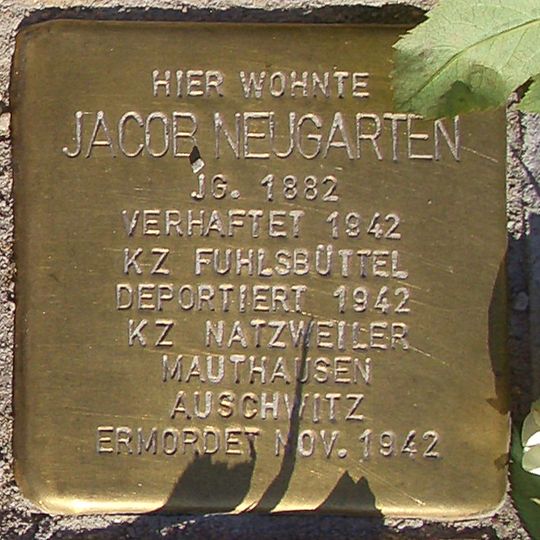 HIER WOHNTE
JACOB NEUGARTEN
JG. 1882
VERHAFTET 1942
KZ FUHLSBÜTTEL
DEPORTIERT 1942
KZ NATZWEILER
MAUTHAUSEN
AUSCHWITZ
ERMORDET NOV. 1942